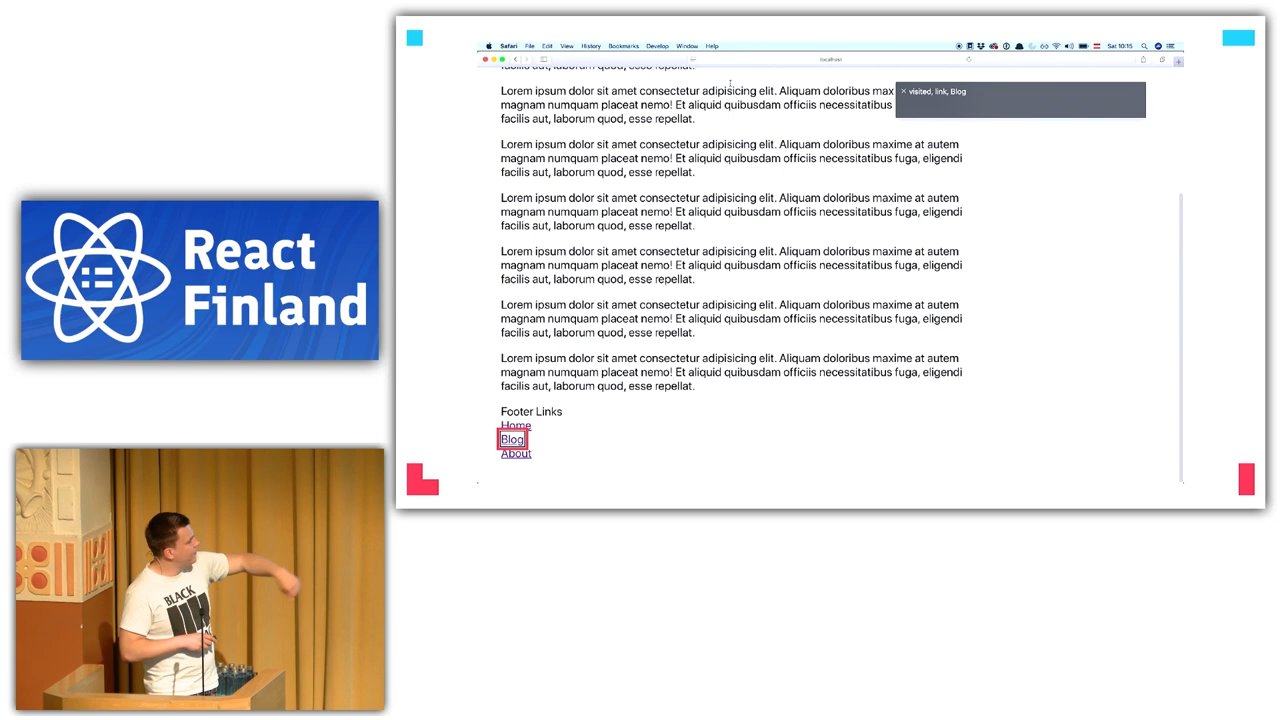 Safari File Edit View History Bookmarks Develop Window Help
Sat 10:15
localhost
facilis aut, laborum quod, esse repellat.
Lorem ipsum dolor sit amet consectetur adipisicing elit. Aliquam doloribus max
magnam numquam placeat nemo! Et aliquid quibusdam officiis necessitatibus
facilis aut, laborum quod, esse repellat.
× visited, link, Blog
Lorem ipsum dolor sit amet consectetur adipisicing elit. Aliquam doloribus maxime at autem
magnam numquam placeat nemo! Et aliquid quibusdam officiis necessitatibus fuga, eligendi
facilis aut, laborum quod, esse repellat.
Lorem ipsum dolor sit amet consectetur adipisicing elit. Aliquam doloribus maxime at autem
magnam numquam placeat nemo! Et aliquid quibusdam officiis necessitatibus fuga, eligendi
facilis aut, laborum quod, esse repellat.
Lorem ipsum dolor sit amet consectetur adipisicing elit. Aliquam doloribus maxime at autem
magnam numquam placeat nemo! Et aliquid quibusdam officiis necessitatibus fuga, eligendi
facilis aut, laborum quod, esse repellat.
Lorem ipsum dolor sit amet consectetur adipisicing elit. Aliquam doloribus maxime at autem
magnam numquam placeat nemo! Et aliquid quibusdam officiis necessitatibus fuga, eligendi
facilis aut, laborum quod, esse repellat.
Lorem ipsum dolor sit amet consectetur adipisicing elit. Aliquam doloribus maxime at autem
magnam numquam placeat nemo! Et aliquid quibusdam officiis necessitatibus fuga, eligendi
facilis aut, laborum quod, esse repellat.
Footer Links
Home
Blog
About
React
Finland
BLACK